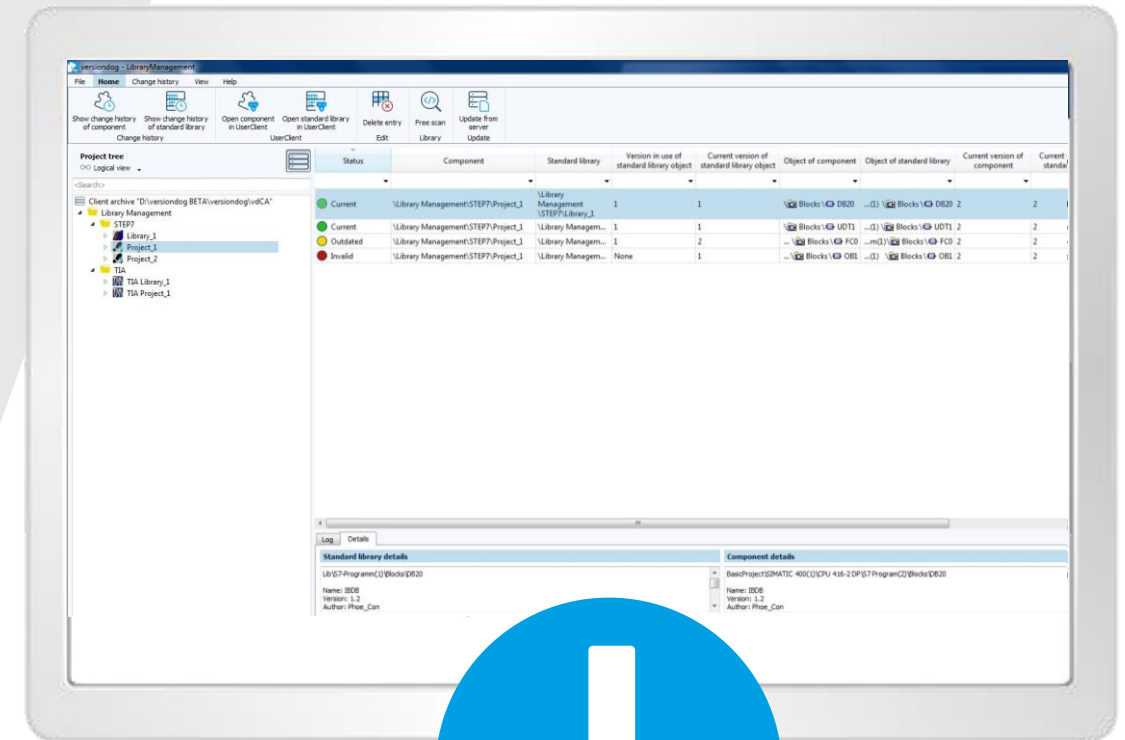 versiondog - LibraryManagement
File Home Change history View Help
Show change history of component
Show change history of standard library
Open component in UserClient
Open standard library in UserClient
Delete entry
Free scan
Update from server
Change history UserClient Edit Library Update
Project tree
Logical view
<Search>
Client archive "D:\versiondog BETA\versiondog\vdCA"
Library Management
STEP7
Library_1
Project_1
Project_2
TIA
TIA Library_1
TIA Project_1
Status Component Standard library Version in use of standard library object Current version of standard library object Object of component Object of standard library Current version of component Current
Current \Library Management\STEP7\Project_1 \Library Management \STEP7\Library_1 1 1 \Blocks\DB20 ...(1) \Blocks\DB20 2 2
Current \Library Management\STEP7\Project_1 \Library Managem... 1 1 \Blocks\UDT1 ...(1) \Blocks\UDT1 2 2
Outdated \Library Management\STEP7\Project_1 \Library Managem... 1 2 ... \Blocks\FC0 ...m(1)\Blocks\FC0 2 2
Invalid \Library Management\STEP7\Project_1 \Library Managem... None 1 ... \Blocks\OB1 ...(1) \Blocks\OB1 2 2
Log Details
Standard library details
Lib\S7-Programm(1)\Blocks\DB20
Name: IBDB
Version: 1.2
Author: Phoe_Con
Component details
BasicProject\SIMATIC 400(1)\CPU 416-2 DP\S7 Program(2)\Blocks\DB20
Name: IBDB
Version: 1.2
Author: Phoe_Con